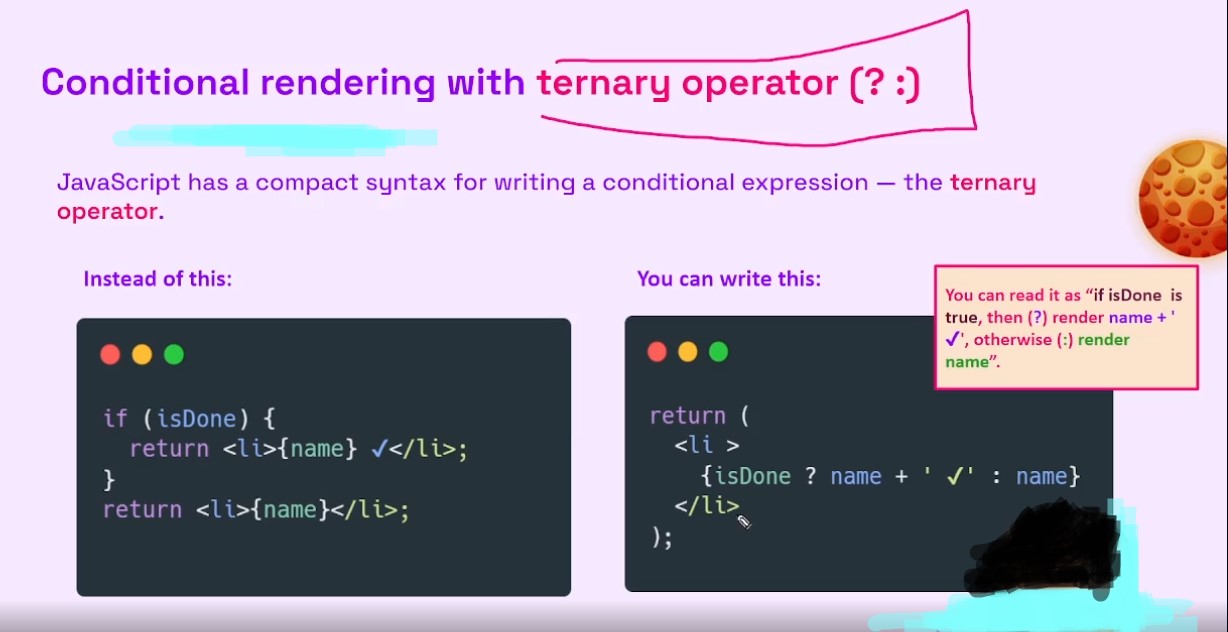 Conditional rendering with ternary operator (? :)
JavaScript has a compact syntax for writing a conditional expression — the ternary
operator.
Instead of this:
if (isDone) {
  return <li>{name} ✓</li>;
}
return <li>{name}</li>;
You can write this:
return (
  <li >
    {isDone ? name + ' ✓' : name}
  </li>
);
You can read it as “if isDone is
true, then (?) render name + '
✓', otherwise (:) render
name”.